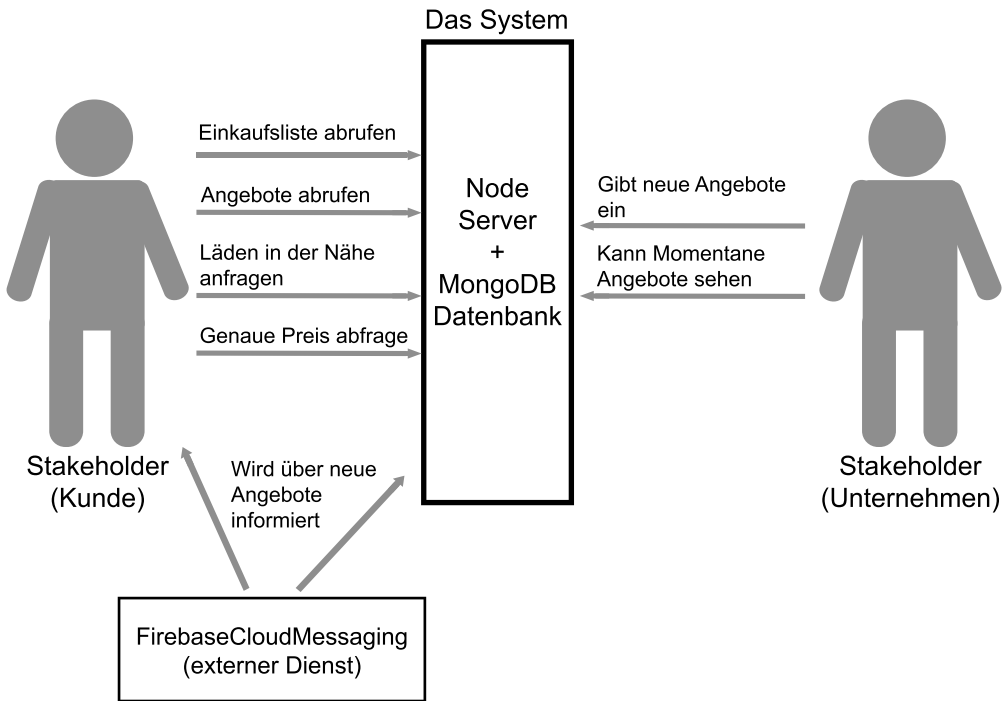 Das System
Einkaufsliste abrufen
Angebote abrufen
Läden in der Nähe
anfragen
Genaue Preis abfrage
Node
Server
+
MongoDB
Datenbank
Gibt neue Angebote
ein
Kann Momentane
Angebote sehen
Stakeholder
(Kunde)
Wird über neue
Angebote
informiert
Stakeholder
(Unternehmen)
FirebaseCloudMessaging
(externer Dienst)